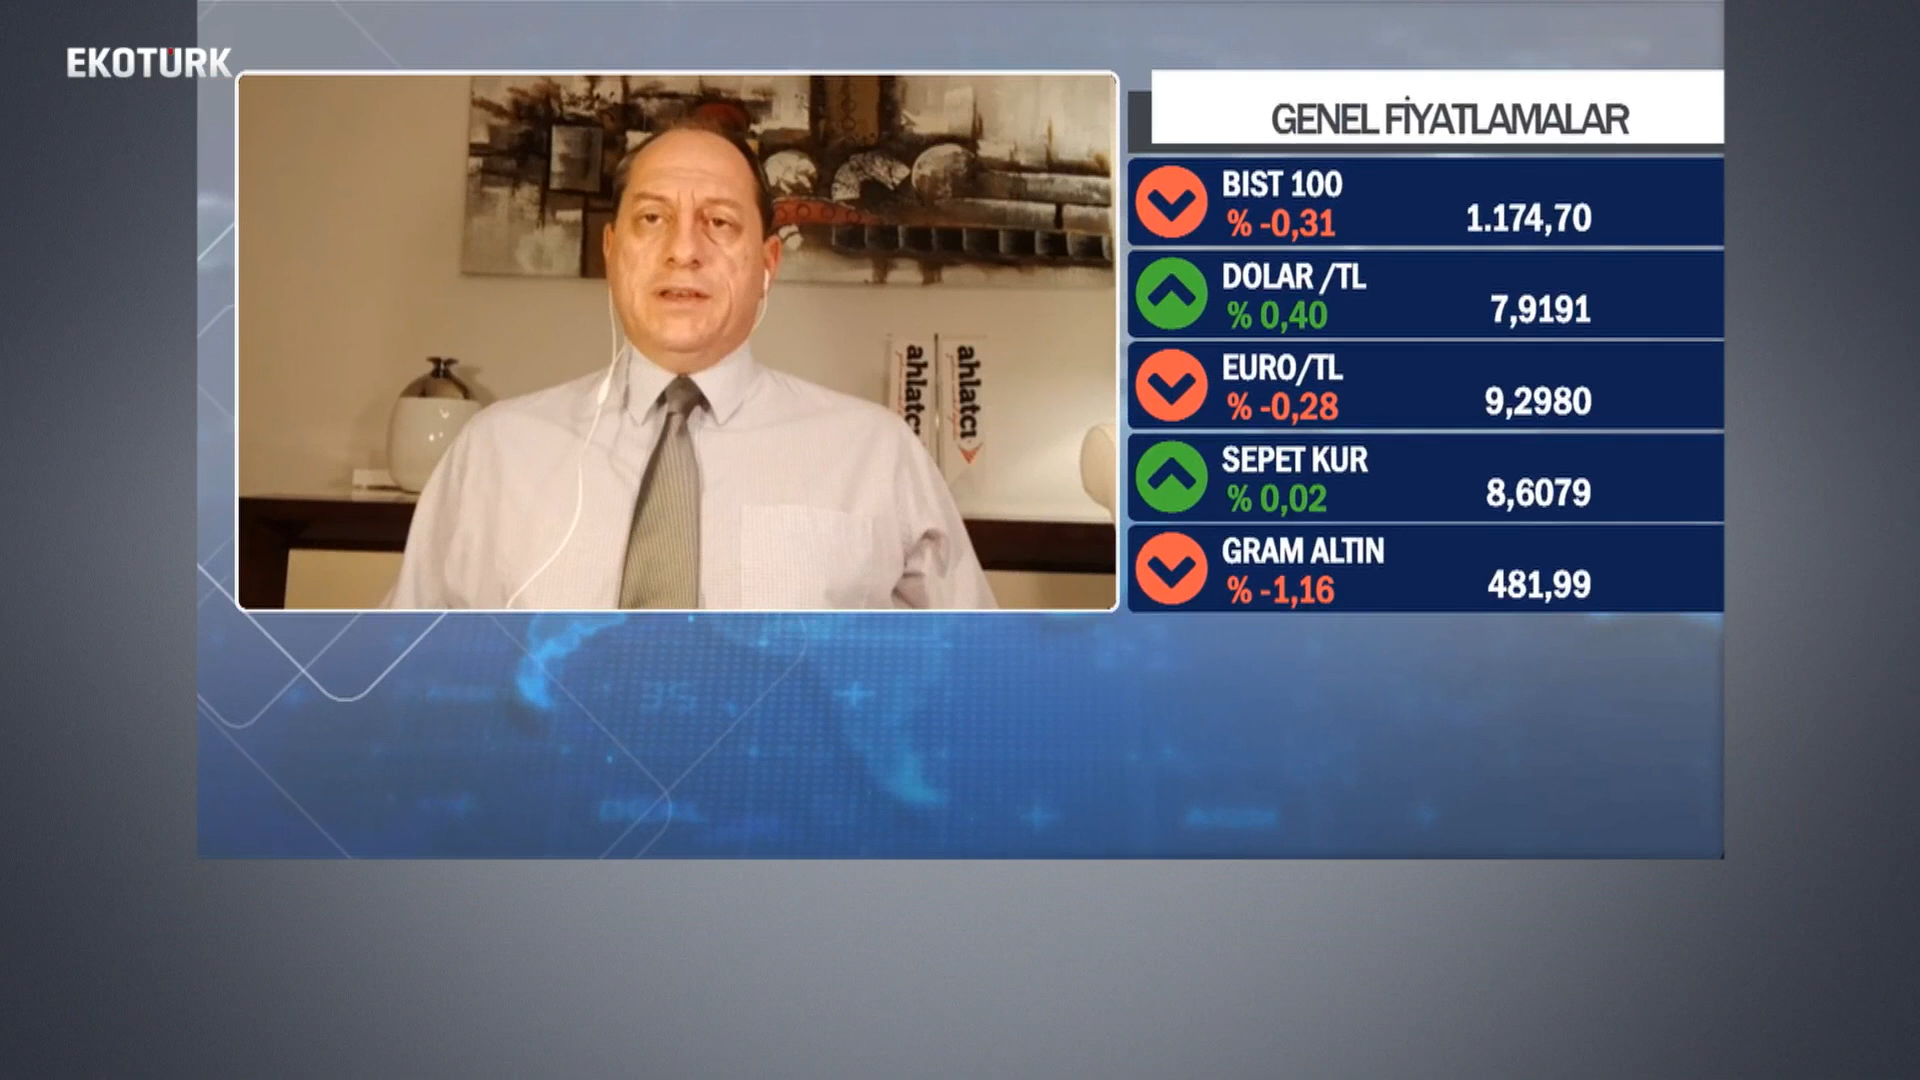 EKOTÜRK
GENEL FİYATLAMALAR
BIST 100
% -0,31
1.174,70
DOLAR /TL
% 0,40
7,9191
EURO/TL
% -0,28
9,2980
SEPET KUR
% 0,02
8,6079
GRAM ALTIN
% -1,16
481,99
ahlatcı
ahlatcı